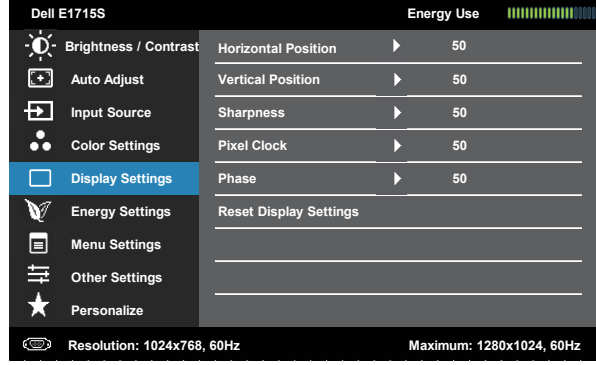 Dell E1715S Energy Use
Brightness / Contrast
Auto Adjust
Input Source
Color Settings
Display Settings
Energy Settings
Menu Settings
Other Settings
Personalize
Horizontal Position 50
Vertical Position 50
Sharpness 50
Pixel Clock 50
Phase 50
Reset Display Settings
Resolution: 1024x768, 60Hz Maximum: 1280x1024, 60Hz